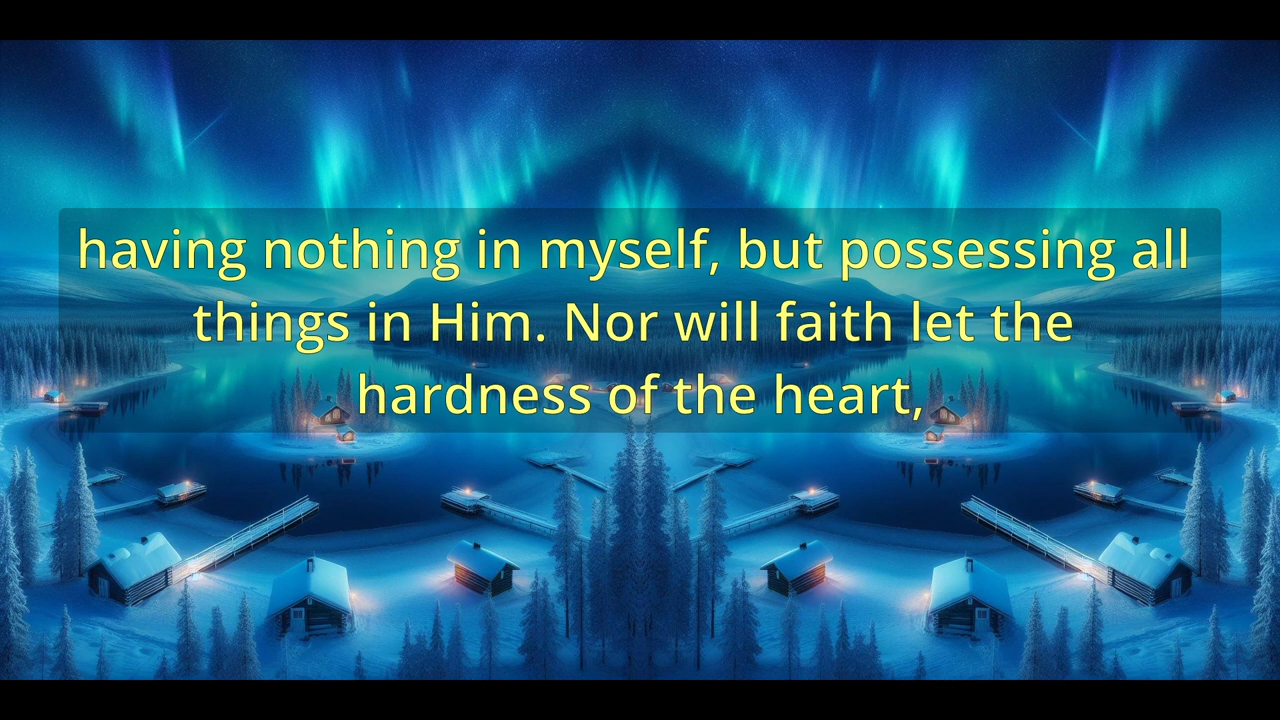 having nothing in myself, but possessing all
things in Him. Nor will faith let the
hardness of the heart,